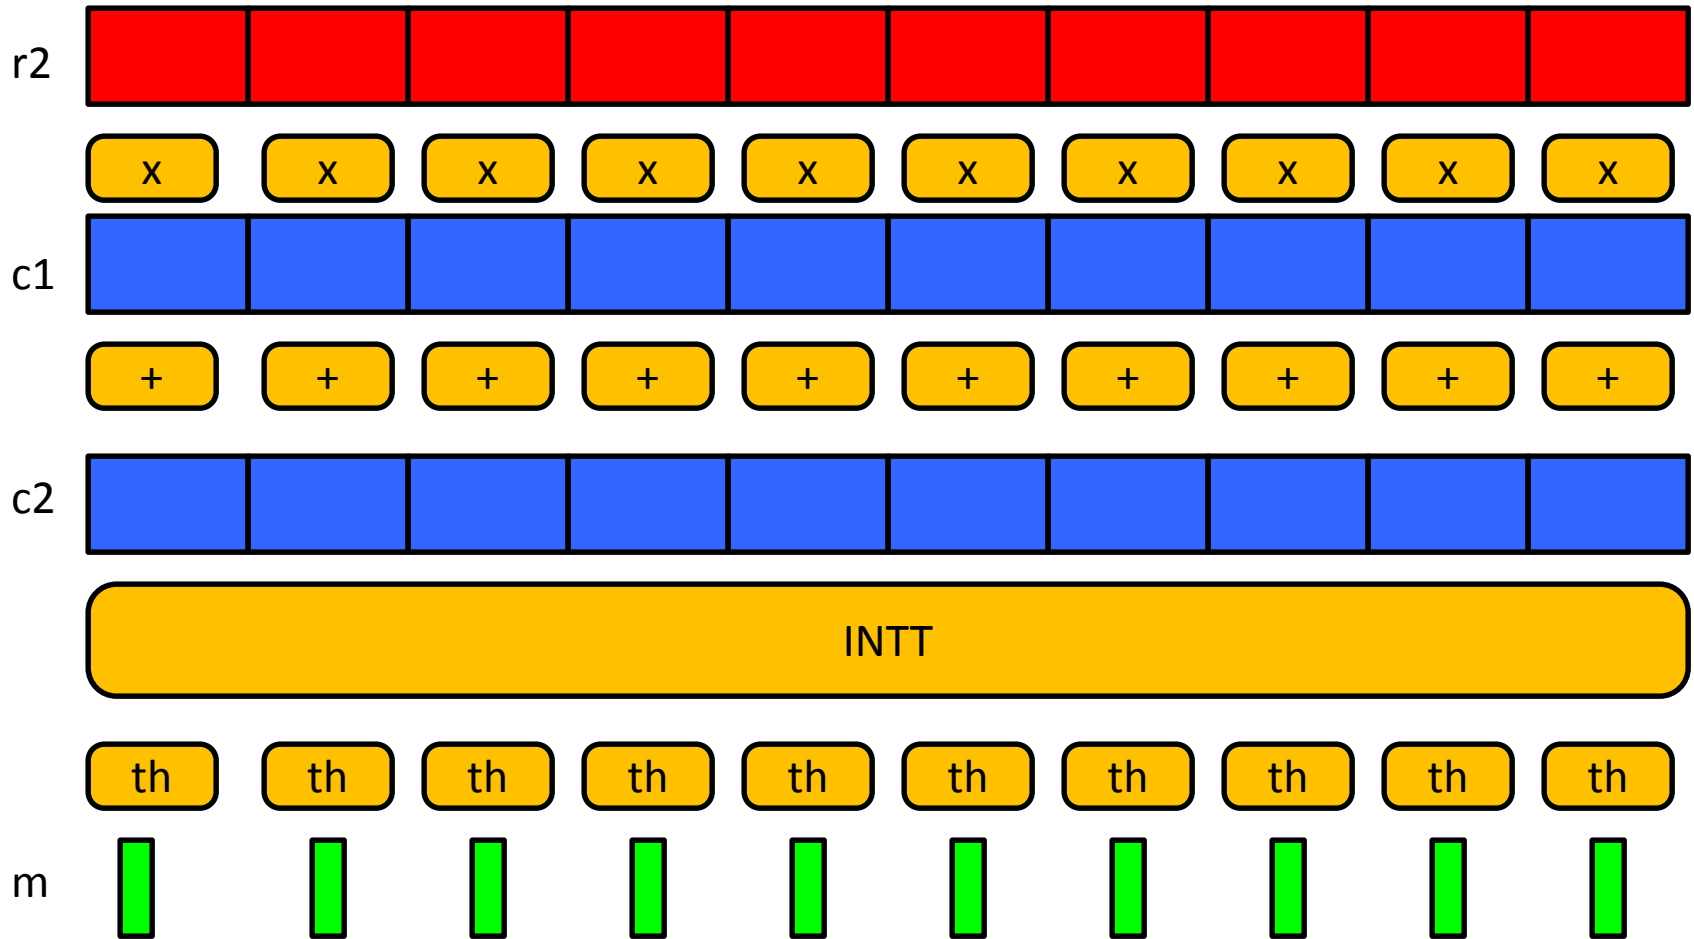 r2
x x x x x x x x x x
c1
+ + + + + + + + + +
c2
INTT
th th th th th th th th th th
m